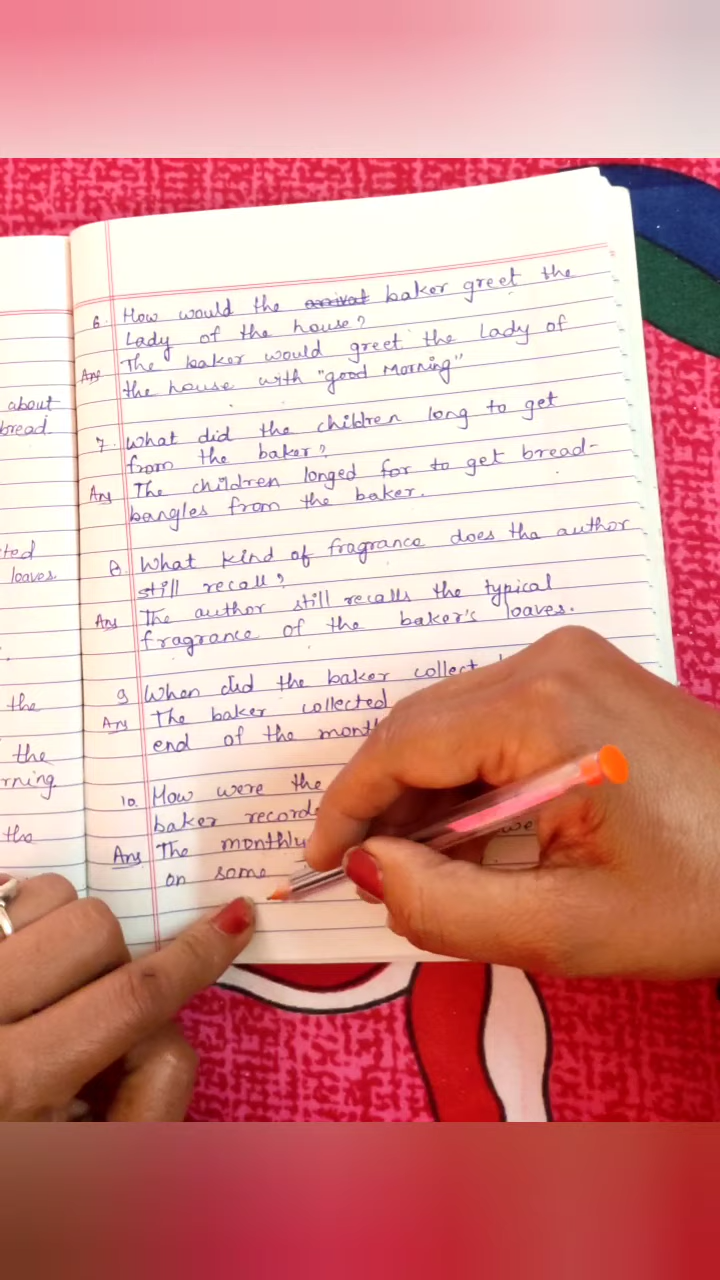 about
bread.
ted
loaves
the
the
rning.
the
6. How would the arrival baker greet the
Lady of the house?
Ans The baker would greet the Lady of
the house with "good Morning"
7. What did the children long to get
from the baker?
Ans The children longed for to get bread-
bangles from the baker.
8 What kind of fragrance does the author
still recall?
Ans The author still recalls the typical
fragrance of the baker's loaves.
9 When did the baker collect
Ans The baker collected
end of the month
10. How were the
baker record
Ans The monthly we
on some